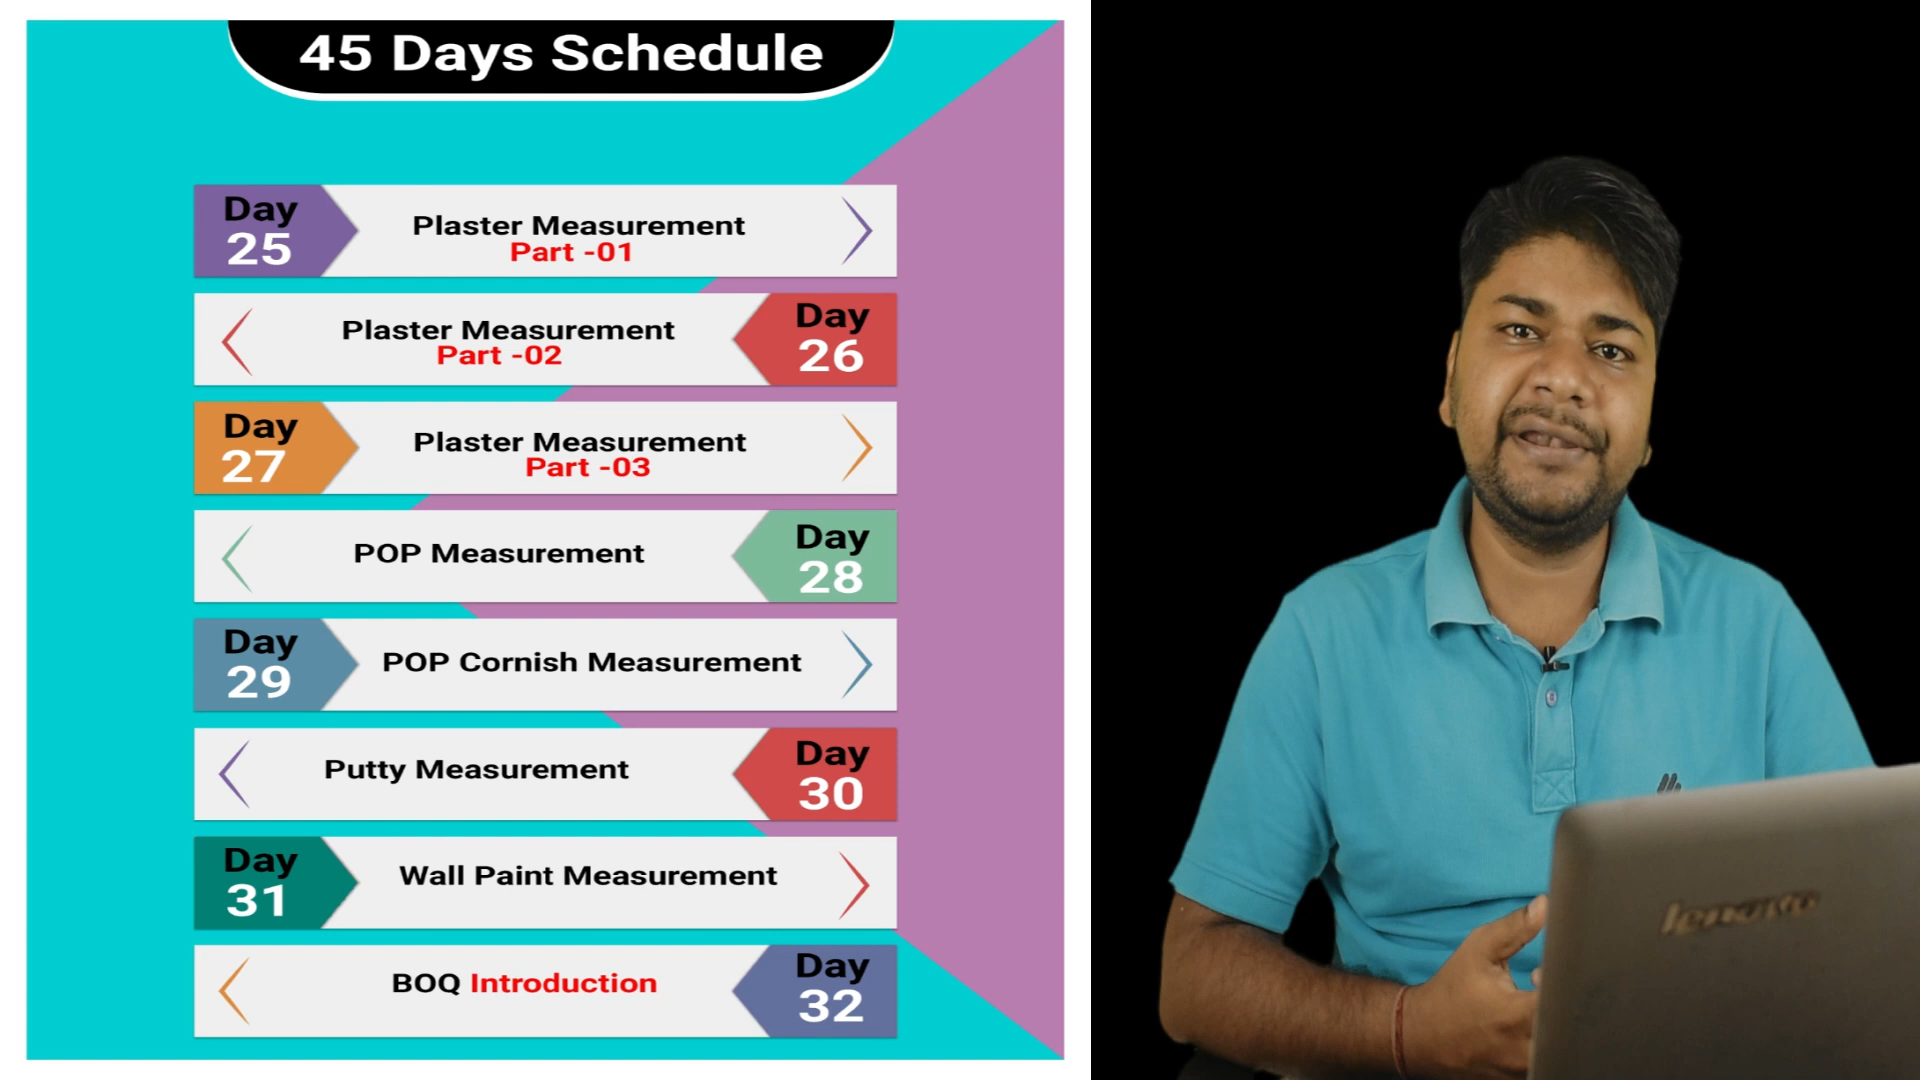 45 Days Schedule
Day
25
Plaster Measurement
Part -01
Plaster Measurement
Part -02
Day
26
Day
27
Plaster Measurement
Part -03
POP Measurement
Day
28
Day
29
POP Cornish Measurement
Putty Measurement
Day
30
Day
31
Wall Paint Measurement
BOQ Introduction
Day
32
lenovo